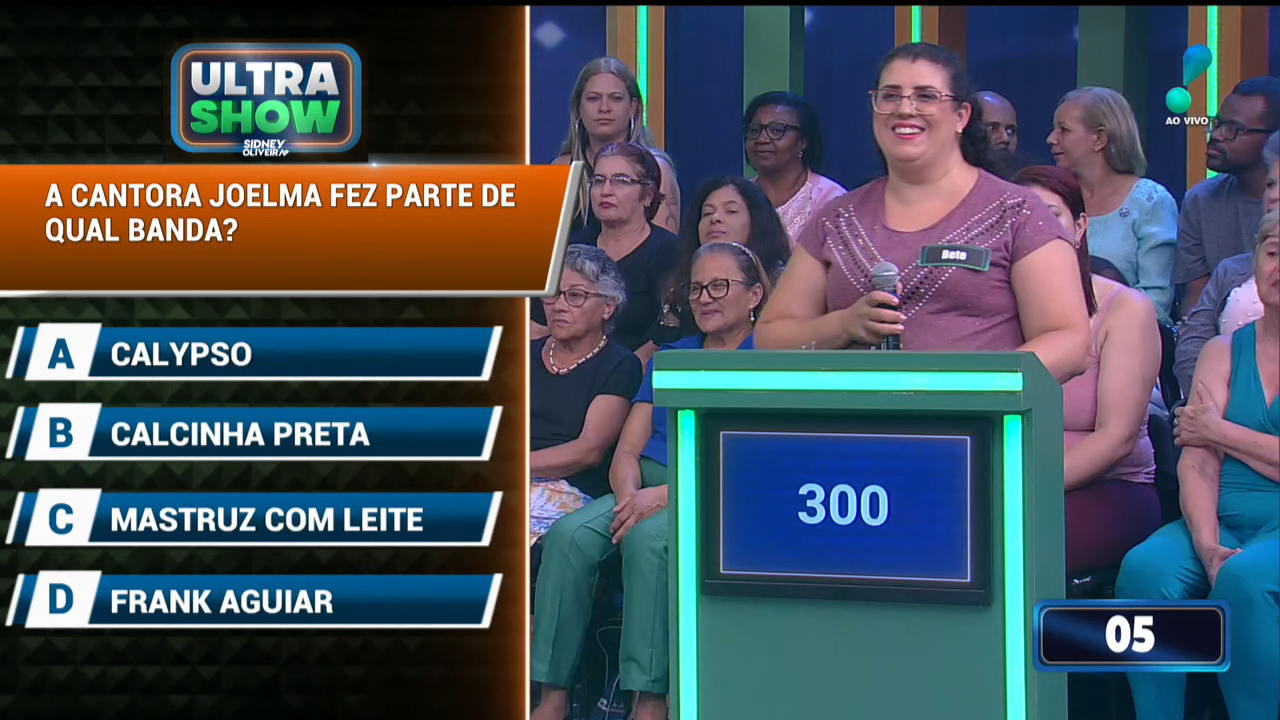 ULTRA
SHOW
SIDNEY
OLIVEIRA
A CANTORA JOELMA FEZ PARTE DE
QUAL BANDA?
A CALYPSO
B CALCINHA PRETA
C MASTRUZ COM LEITE
D FRANK AGUIAR
AO VIVO
Beto
300
05